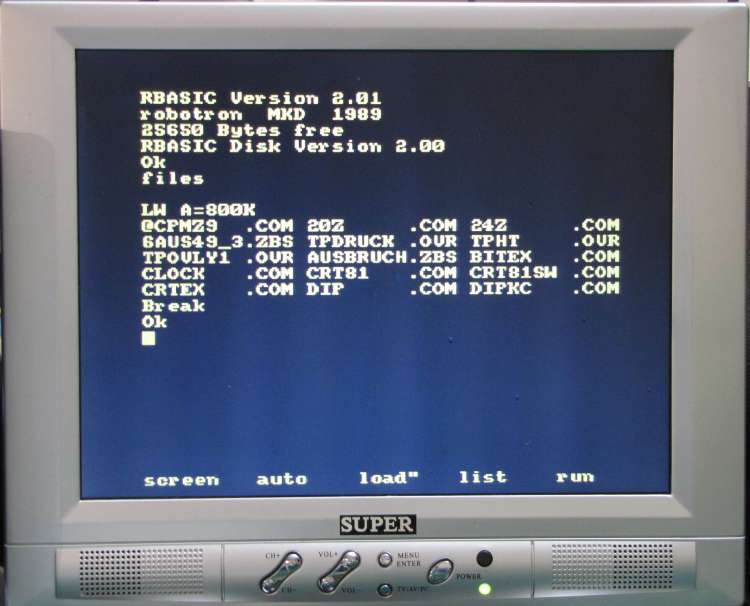 RBASIC Version 2.01
robotron MKD 1989
25650 Bytes free
RBASIC Disk Version 2.00
Ok
files
LW A=800K
@CPMZ9 .COM 20Z .COM 24Z .COM
6AUS49_3.ZBS TPDRUCK .OVR TPHT .OVR
TPOVLY1 .OVR AUSBRUCH.ZBS BITEX .COM
CLOCK .COM CRT81 .COM CRT81SW .COM
CRTEX .COM DIP .COM DIPKC .COM
Break
Ok
screen auto load" list run
SUPER
CH+ VOL+ MENU
ENTER
POWER
CH- VOL- TV/AV/PC